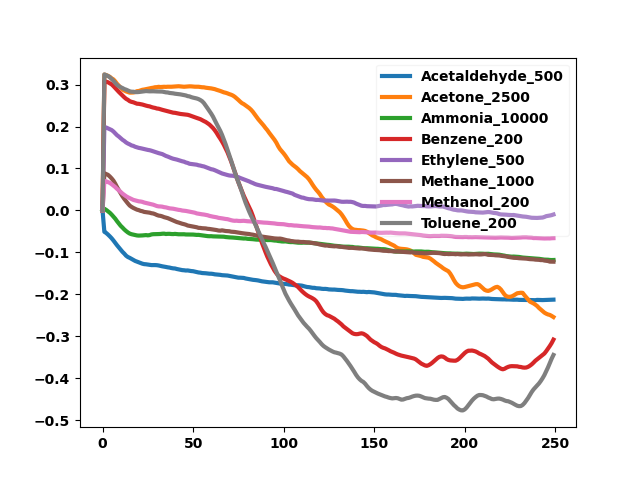 0.3
0.2
0.1
0.0
−0.1
−0.2
−0.3
−0.4
−0.5
0 50 100 150 200 250
Acetaldehyde_500
Acetone_2500
Ammonia_10000
Benzene_200
Ethylene_500
Methane_1000
Methanol_200
Toluene_200